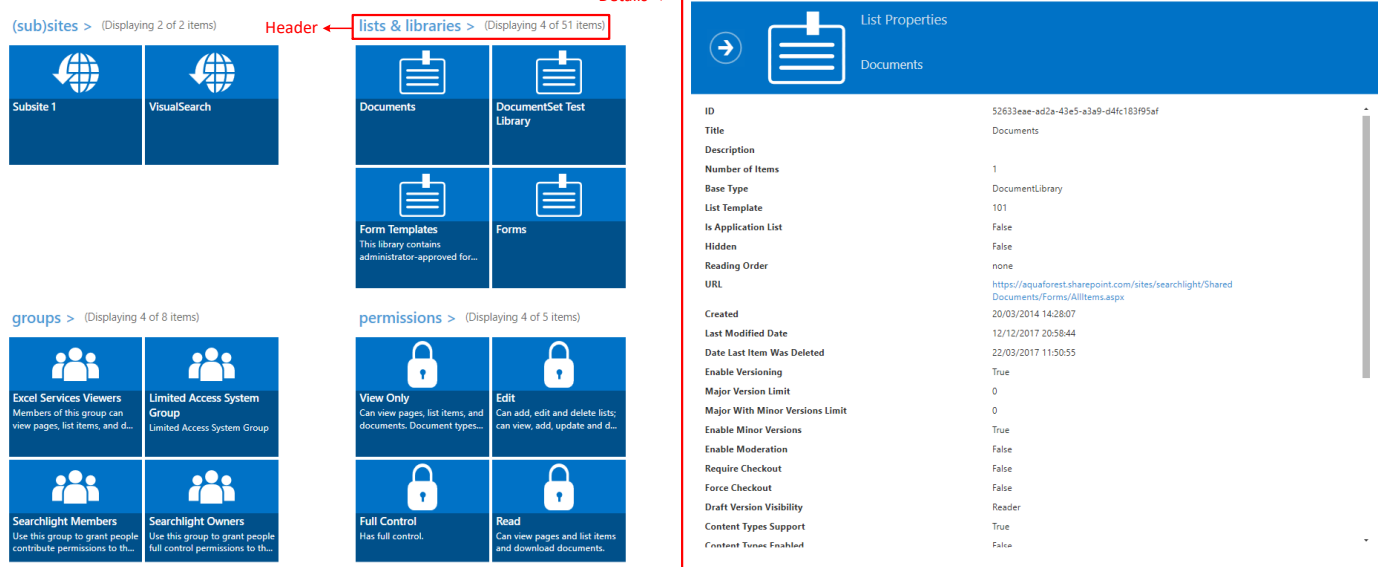 (sub)sites > (Displaying 2 of 2 items)
Subsite 1
VisualSearch
Header
lists & libraries > (Displaying 4 of 51 items)
Documents
DocumentSet Test
Library
Form Templates
This library contains
administrator-approved for...
Forms
groups > (Displaying 4 of 8 items)
Excel Services Viewers
Members of this group can
view pages, list items, and d...
Limited Access System
Group
Limited Access System Group
Searchlight Members
Use this group to grant people
contribute permissions to th...
Searchlight Owners
Use this group to grant people
full control permissions to th...
permissions > (Displaying 4 of 5 items)
View Only
Can view pages, list items, and
documents. Document types...
Edit
Can add, edit and delete lists;
can view, add, update and d...
Full Control
Has full control.
Read
Can view pages and list items
and download documents.
List Properties
Documents
ID 52633eae-ad2a-43e5-a3a9-d4fc183f95af
Title Documents
Description
Number of Items 1
Base Type DocumentLibrary
List Template 101
Is Application List False
Hidden False
Reading Order none
URL https://aquaforest.sharepoint.com/sites/searchlight/Shared
Documents/Forms/AllItems.aspx
Created 20/03/2014 14:28:07
Last Modified Date 12/12/2017 20:58:44
Date Last Item Was Deleted 22/03/2017 11:50:55
Enable Versioning True
Major Version Limit 0
Major With Minor Versions Limit 0
Enable Minor Versions True
Enable Moderation False
Require Checkout False
Force Checkout False
Draft Version Visibility Reader
Content Types Support True
Content Types Enabled False